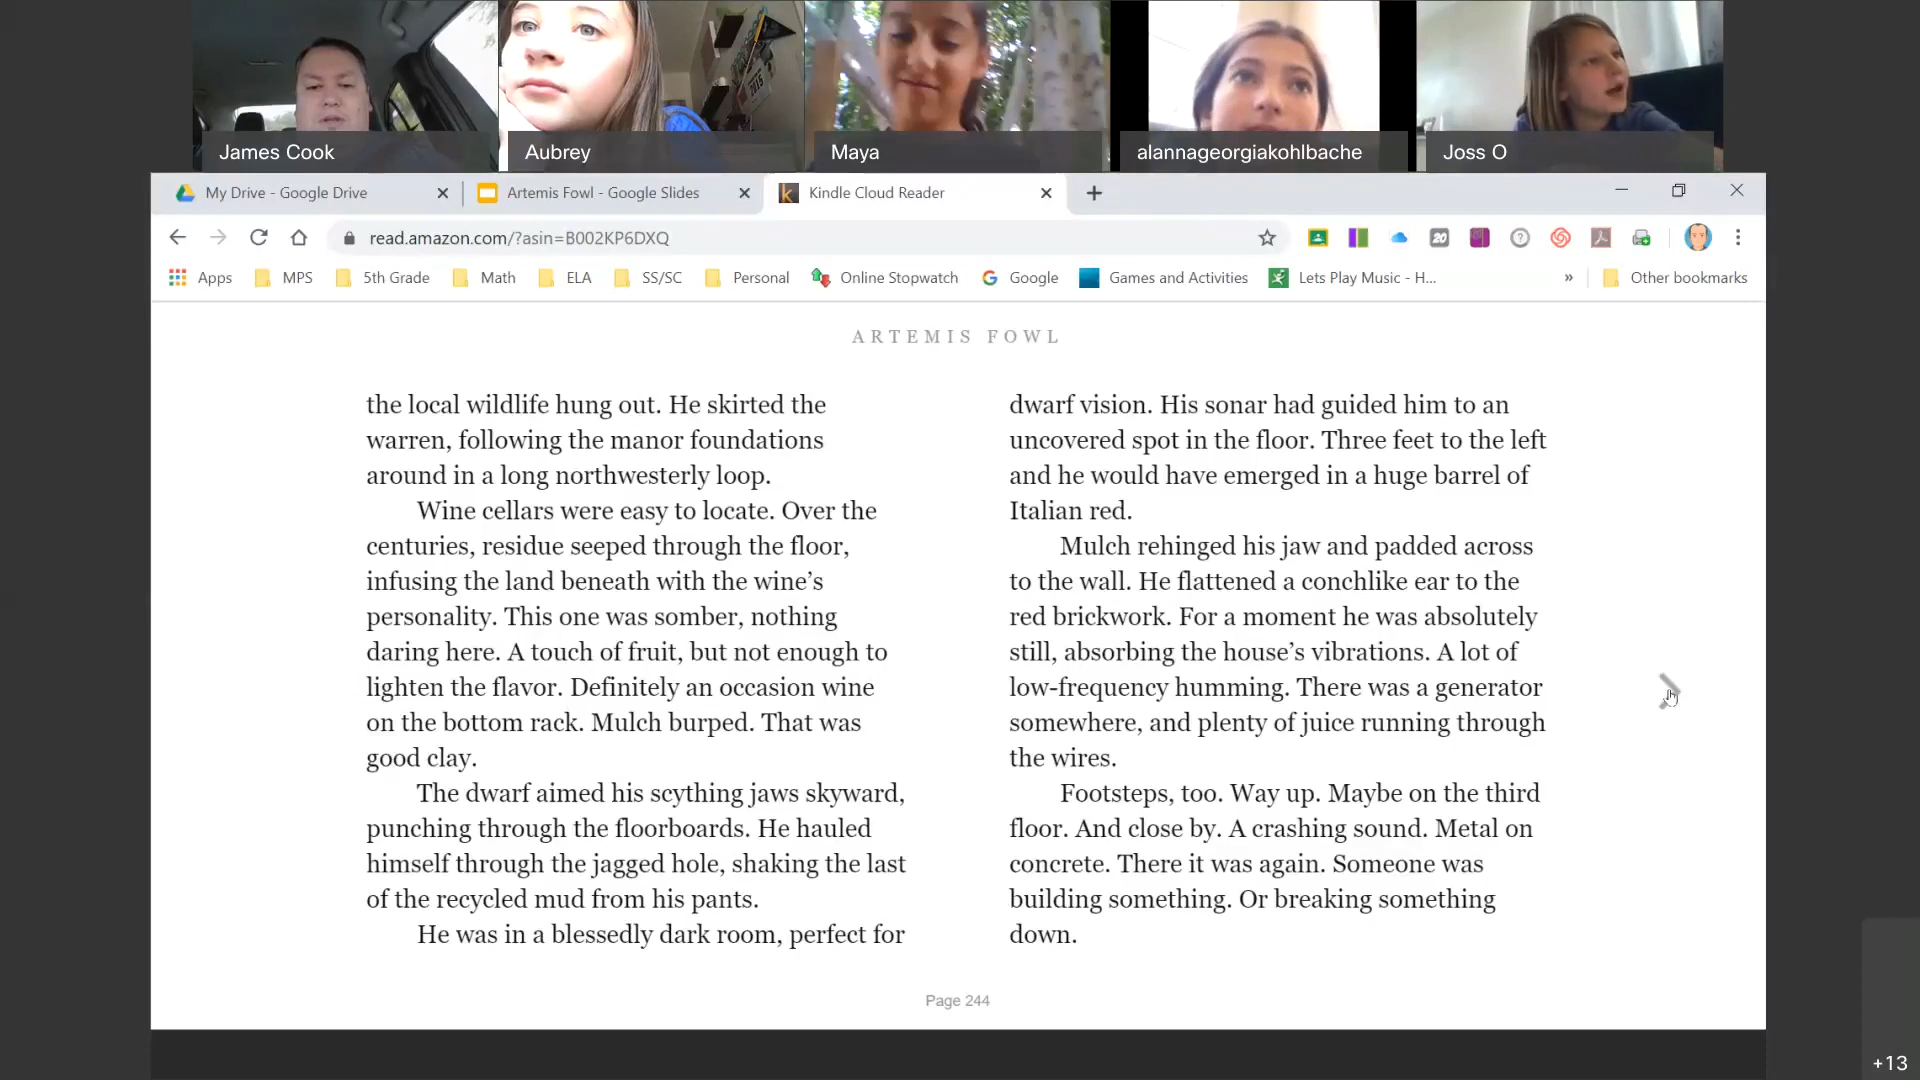 James Cook
Aubrey
Maya
alannageorgiakohlbache
Joss O
My Drive - Google Drive
Artemis Fowl - Google Slides
Kindle Cloud Reader
read.amazon.com/?asin=B002KP6DXQ
20
Apps
MPS
5th Grade
Math
ELA
SS/SC
Personal
Online Stopwatch
Google
Games and Activities
Lets Play Music - H...
»
Other bookmarks
ARTEMIS FOWL
the local wildlife hung out. He skirted the
warren, following the manor foundations
around in a long northwesterly loop.
Wine cellars were easy to locate. Over the
centuries, residue seeped through the floor,
infusing the land beneath with the wine’s
personality. This one was somber, nothing
daring here. A touch of fruit, but not enough to
lighten the flavor. Definitely an occasion wine
on the bottom rack. Mulch burped. That was
good clay.
The dwarf aimed his scything jaws skyward,
punching through the floorboards. He hauled
himself through the jagged hole, shaking the last
of the recycled mud from his pants.
He was in a blessedly dark room, perfect for
dwarf vision. His sonar had guided him to an
uncovered spot in the floor. Three feet to the left
and he would have emerged in a huge barrel of
Italian red.
Mulch rehinged his jaw and padded across
to the wall. He flattened a conchlike ear to the
red brickwork. For a moment he was absolutely
still, absorbing the house’s vibrations. A lot of
low-frequency humming. There was a generator
somewhere, and plenty of juice running through
the wires.
Footsteps, too. Way up. Maybe on the third
floor. And close by. A crashing sound. Metal on
concrete. There it was again. Someone was
building something. Or breaking something
down.
Page 244
+13